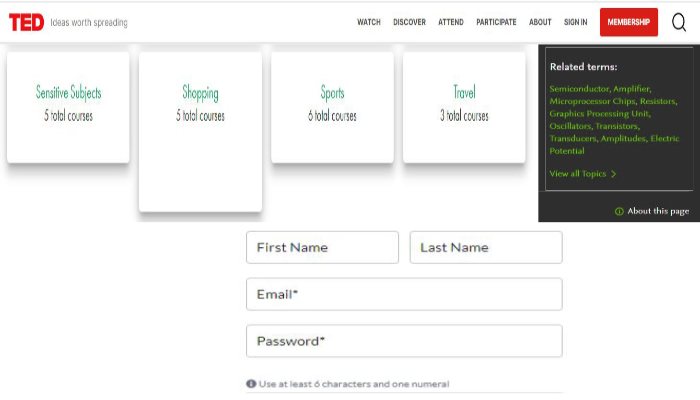 TED Ideas worth spreading
WATCH DISCOVER ATTEND PARTICIPATE ABOUT SIGN IN MEMBERSHIP
Sensitive Subjects
5 total courses
Shopping
5 total courses
Sports
6 total courses
Travel
3 total courses
Related terms:
Semiconductor, Amplifier,
Microprocessor Chips, Resistors,
Graphics Processing Unit,
Oscillators, Transistors,
Transducers, Amplitudes, Electric
Potential
View all Topics >
About this page
First Name
Last Name
Email*
Password*
Use at least 6 characters and one numeral